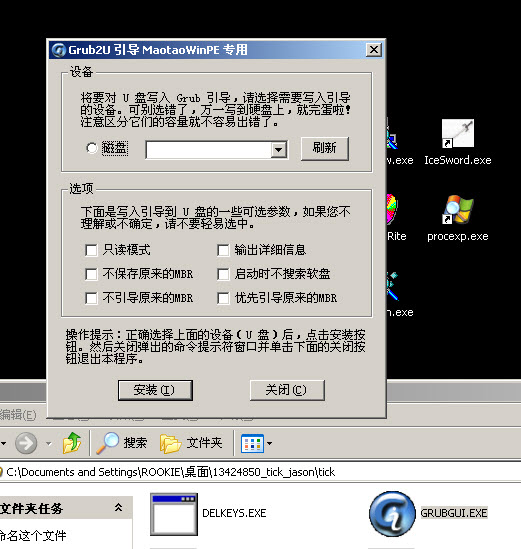 Grub2U 引导 MaotaoWinPE 专用
设备
将要对 U 盘写入 Grub 引导,请选择需要写入引导
的设备。可别选错了,万一写到硬盘上,就完蛋啦!
注意区分它们的容量就不容易出错了。
磁盘
刷新
选项
下面是写入引导到 U 盘的一些可选参数,如果您不
理解或不确定,请不要轻易选中。
只读模式
输出详细信息
不保存原来的MBR
启动时不搜索软盘
不引导原来的MBR
优先引导原来的MBR
操作提示:正确选择上面的设备(U 盘)后,点击安装按
钮。然后关闭弹出的命令提示符窗口并单击下面的关闭按
钮退出本程序。
安装(I)
关闭(C)
w.exe
IceSword.exe
Rite
procexp.exe
n.exe
编辑(E)
搜索
文件夹
C:\Documents and Settings\ROOKIE\桌面\13424850_tick_jason\tick
文件夹任务
命名这个文件
DELKEYS.EXE
GRUBGUI.EXE